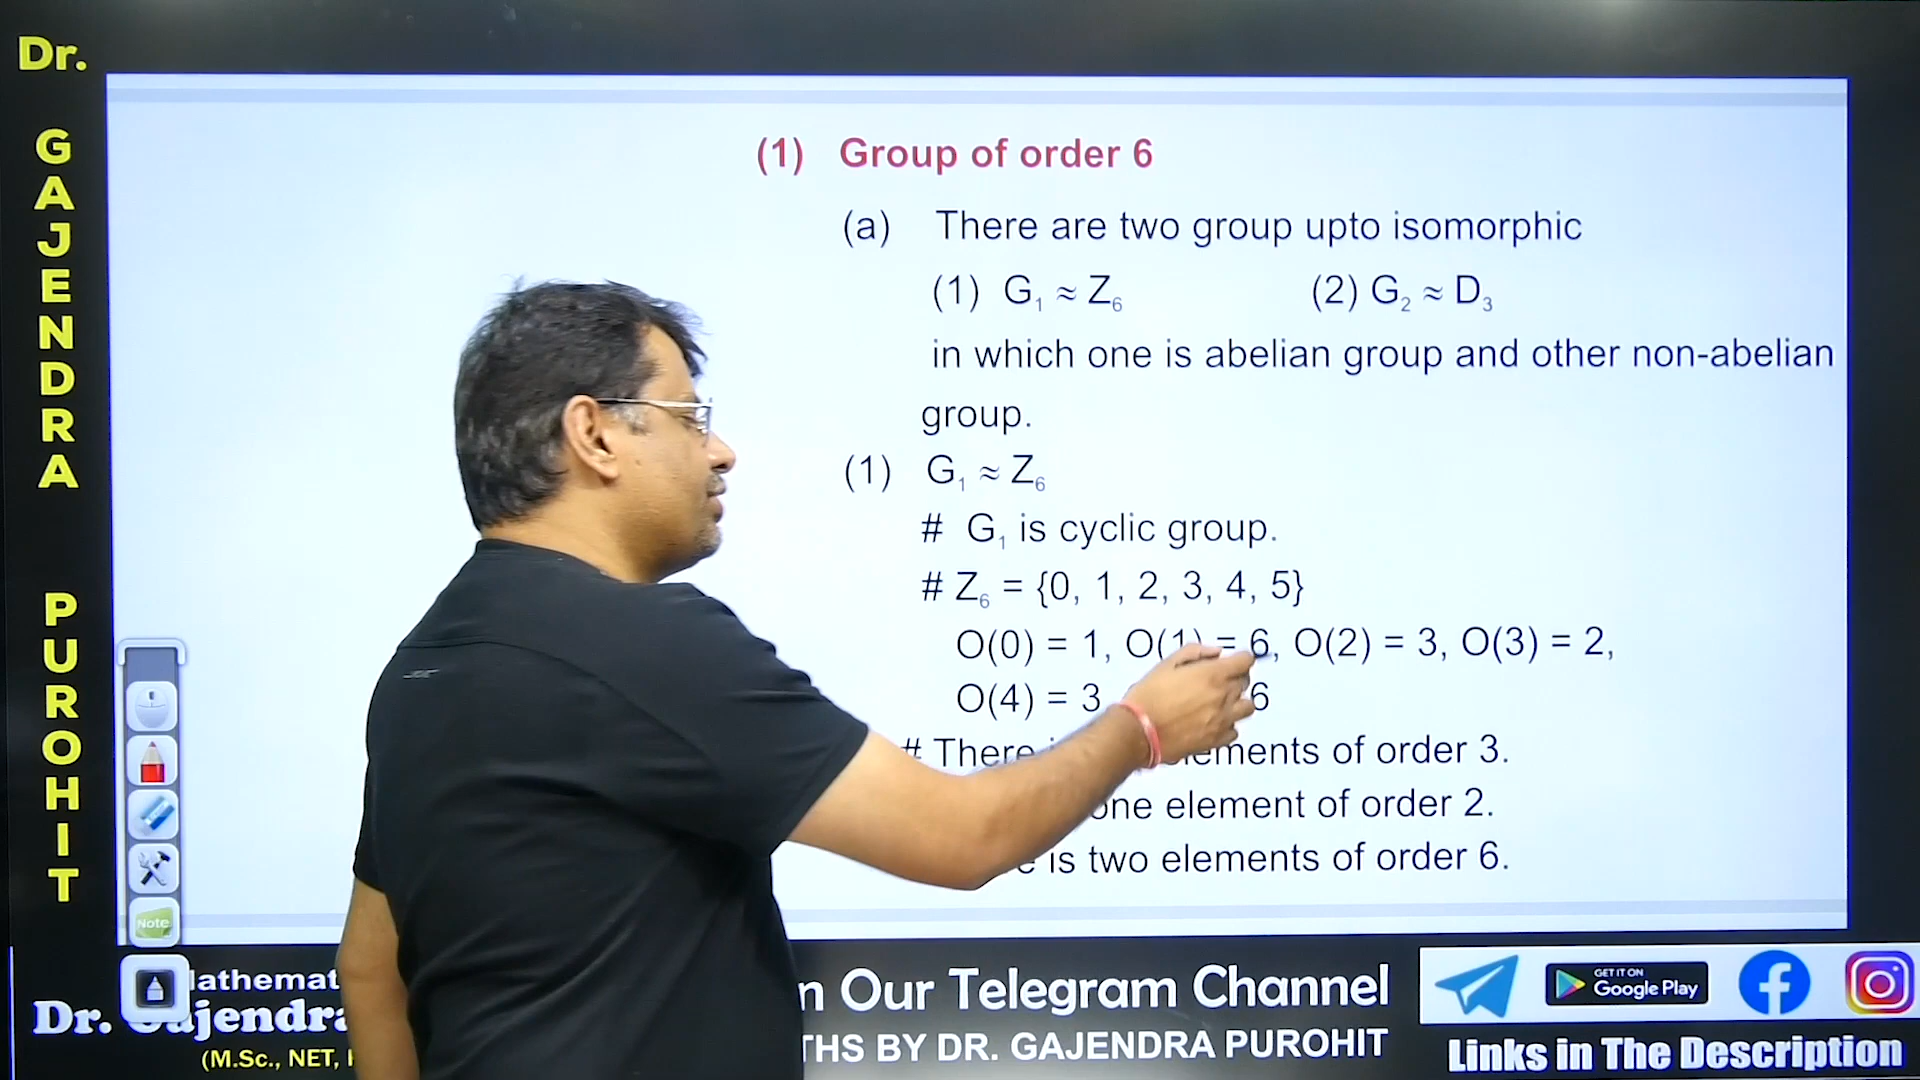 Dr.
GAJENDRA
PUROHIT
(1) Group of order 6
(a) There are two group upto isomorphic
(1) G₁ ≈ Z₆ (2) G₂ ≈ D₃
in which one is abelian group and other non-abelian
group.
(1) G₁ ≈ Z₆
# G₁ is cyclic group.
# Z₆ = {0, 1, 2, 3, 4, 5}
O(0) = 1, O(1) = 6, O(2) = 3, O(3) = 2,
O(4) = 3 6
# There elements of order 3.
one element of order 2.
is two elements of order 6.
Note
Dr. Gajendra
(M.Sc., NET,
Our Telegram Channel
BY DR. GAJENDRA PUROHIT
GET IT ON
Google Play
Links in The Description